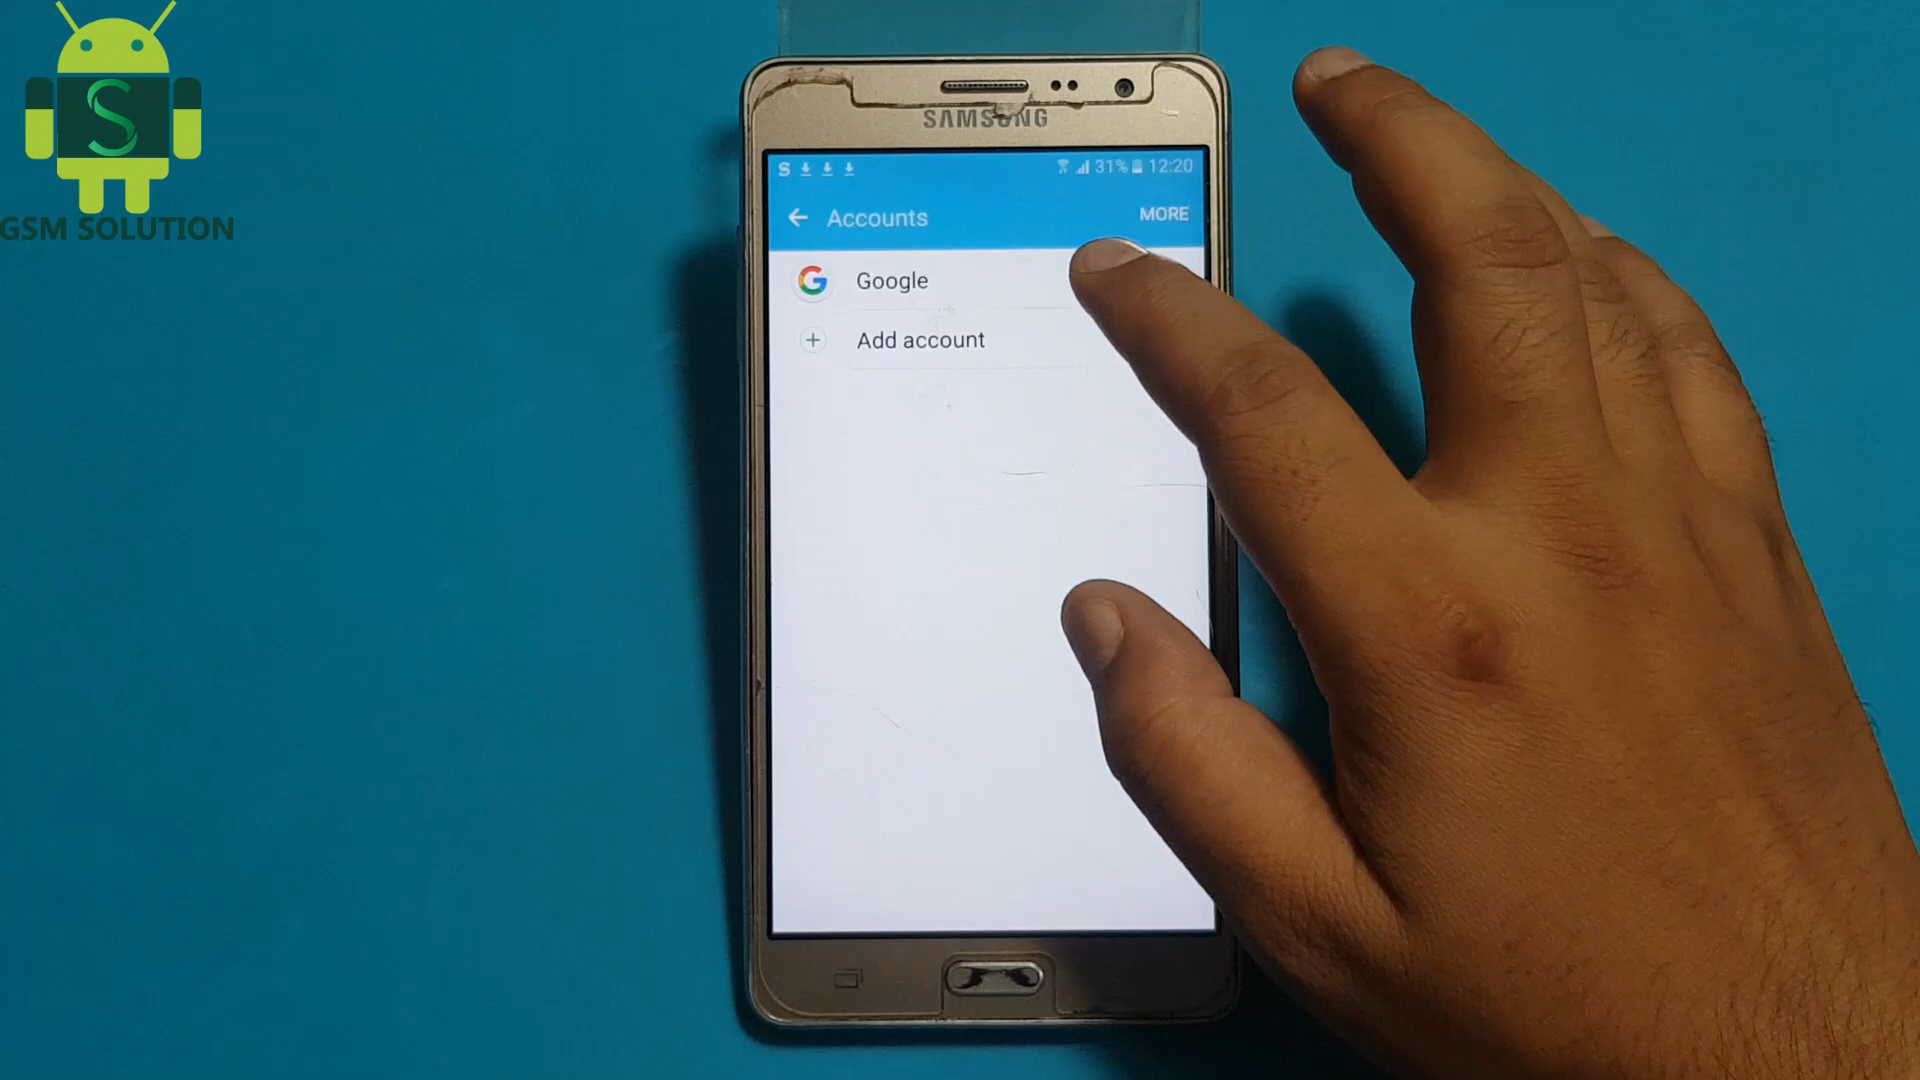 GSM SOLUTION
SAMSUNG
S 31% 12:20
Accounts MORE
Google
Add account